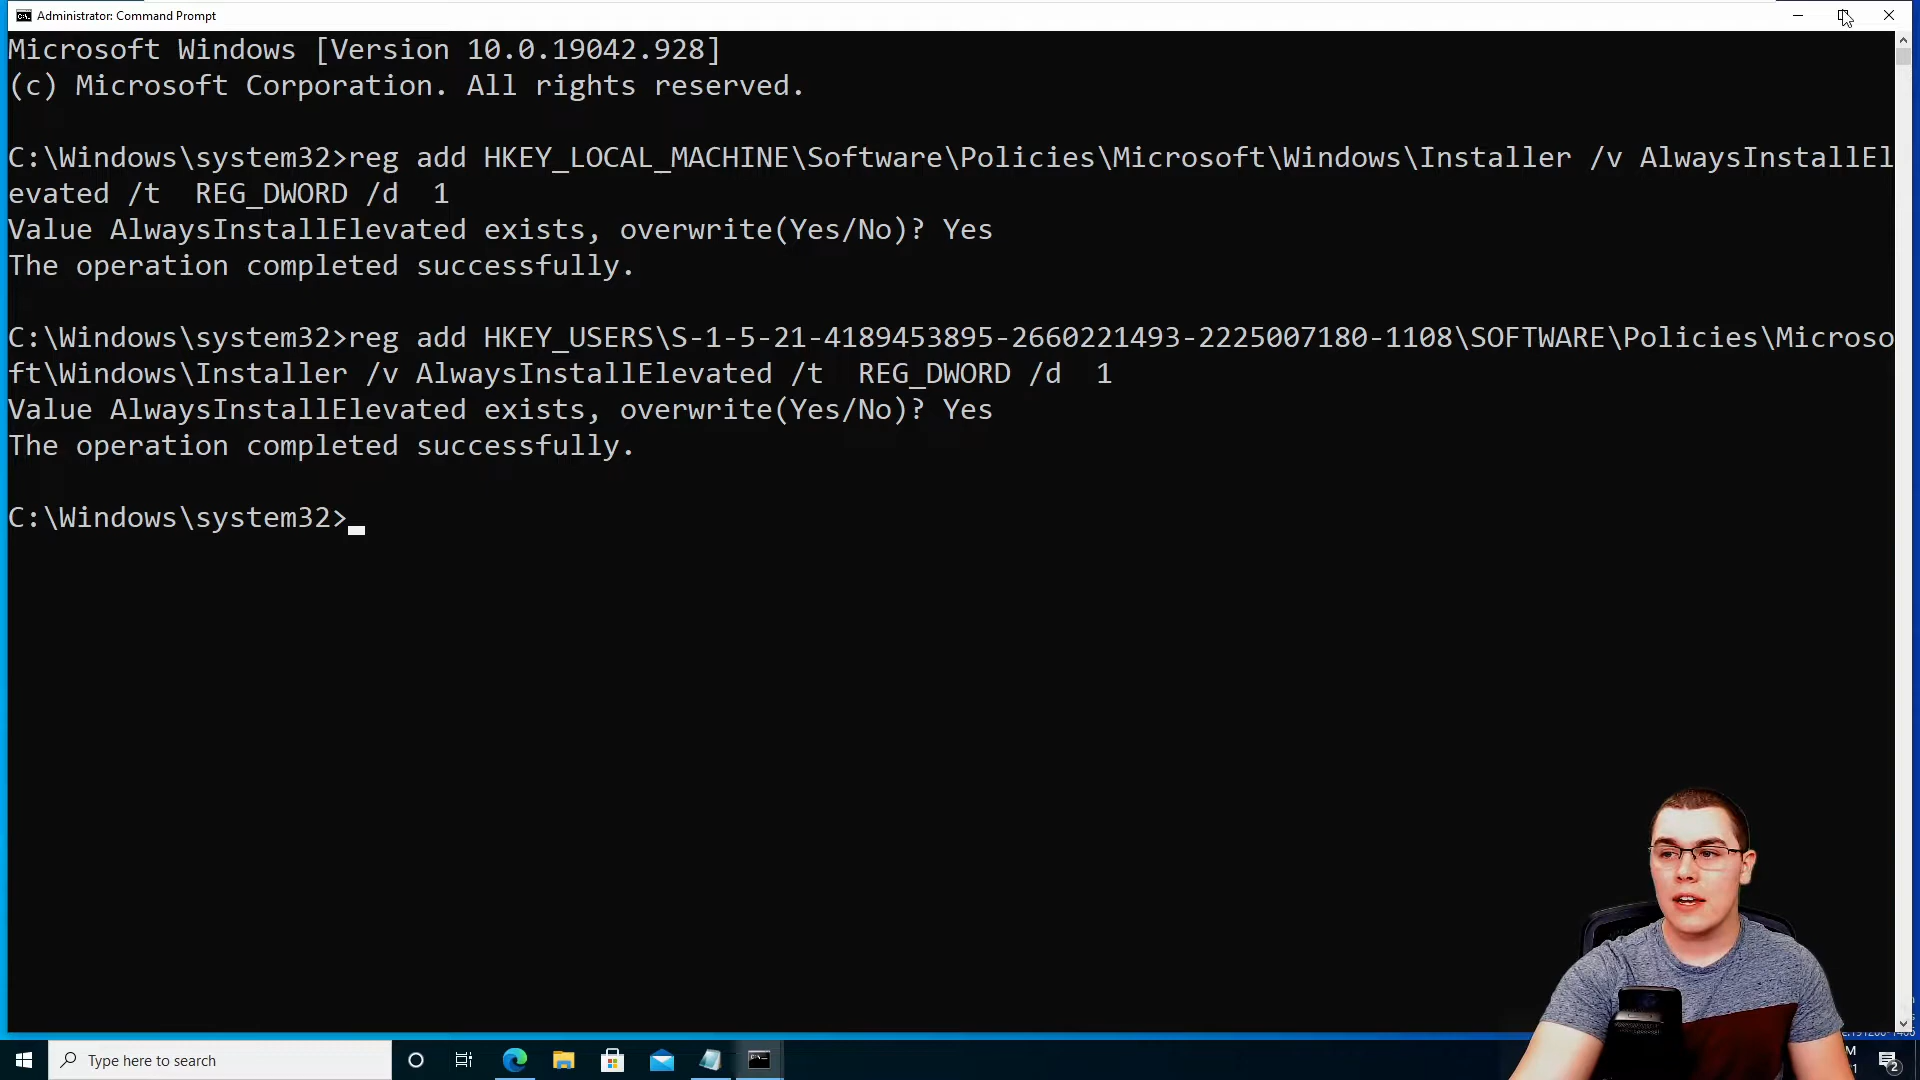 Administrator: Command Prompt
Microsoft Windows [Version 10.0.19042.928]
(c) Microsoft Corporation. All rights reserved.
C:\Windows\system32>reg add HKEY_LOCAL_MACHINE\Software\Policies\Microsoft\Windows\Installer /v AlwaysInstallEl
evated /t  REG_DWORD /d  1
Value AlwaysInstallElevated exists, overwrite(Yes/No)? Yes
The operation completed successfully.
C:\Windows\system32>reg add HKEY_USERS\S-1-5-21-4189453895-2660221493-2225007180-1108\SOFTWARE\Policies\Microso
ft\Windows\Installer /v AlwaysInstallElevated /t  REG_DWORD /d  1
Value AlwaysInstallElevated exists, overwrite(Yes/No)? Yes
The operation completed successfully.
C:\Windows\system32>
Type here to search
2